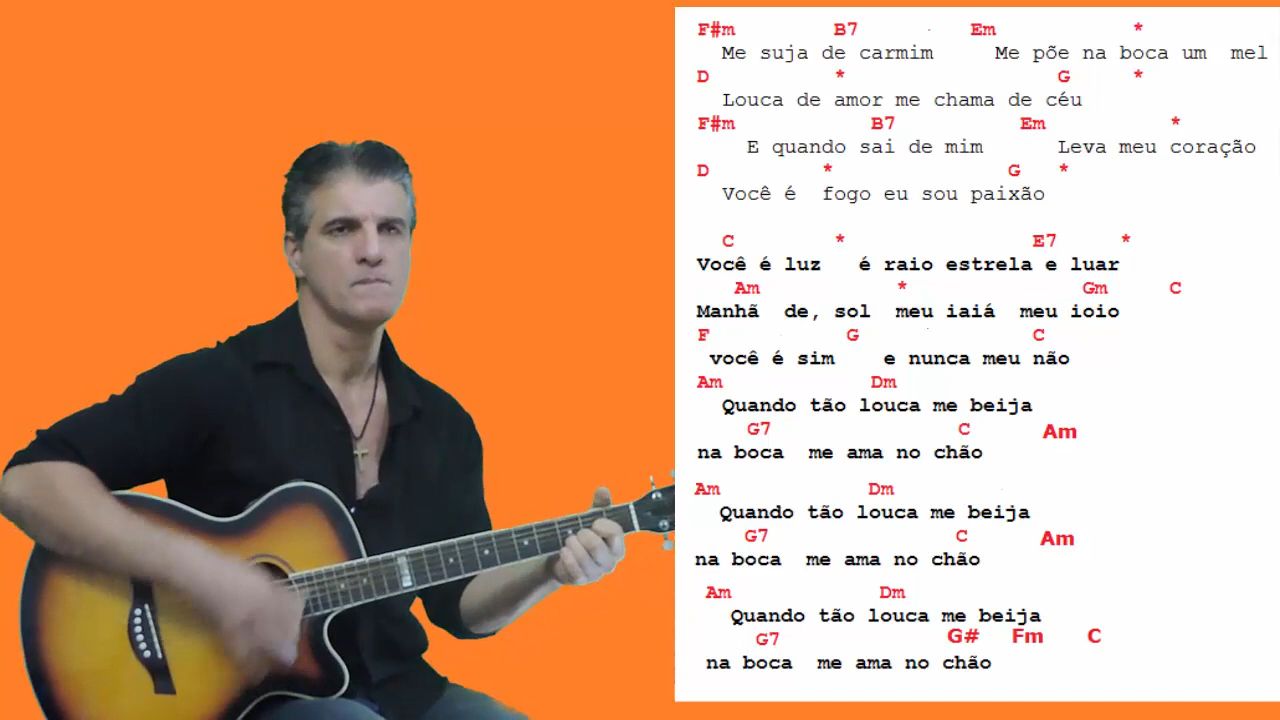 F#m B7 Em *
Me suja de carmim Me põe na boca um mel
D * G *
Louca de amor me chama de céu
F#m B7 Em *
E quando sai de mim Leva meu coração
D * G *
Você é fogo eu sou paixão
C * E7 *
Você é luz é raio estrela e luar
Am * Gm C
Manhã de, sol meu iaiá meu ioio
F G C
você é sim e nunca meu não
Am Dm
Quando tão louca me beija
G7 C Am
na boca me ama no chão
Am Dm
Quando tão louca me beija
G7 C Am
na boca me ama no chão
Am Dm
Quando tão louca me beija
G7 G# Fm C
na boca me ama no chão